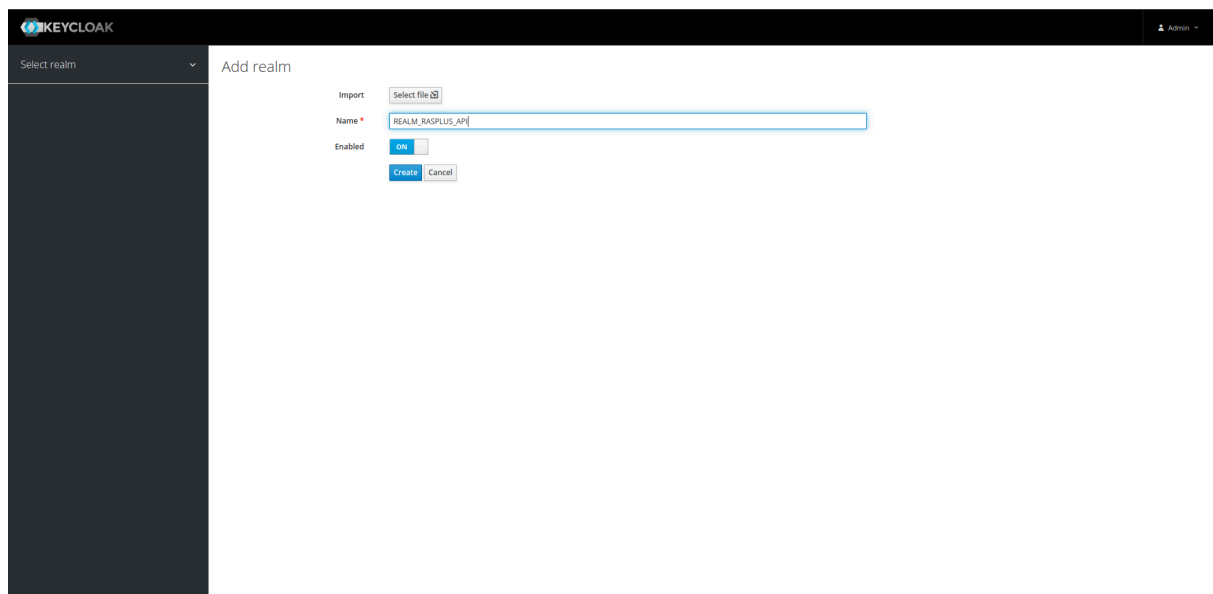 KEYCLOAK
Admin
Select realm
Add realm
Import Select file
Name * REALM_RASPLUS_API
Enabled ON
Create Cancel